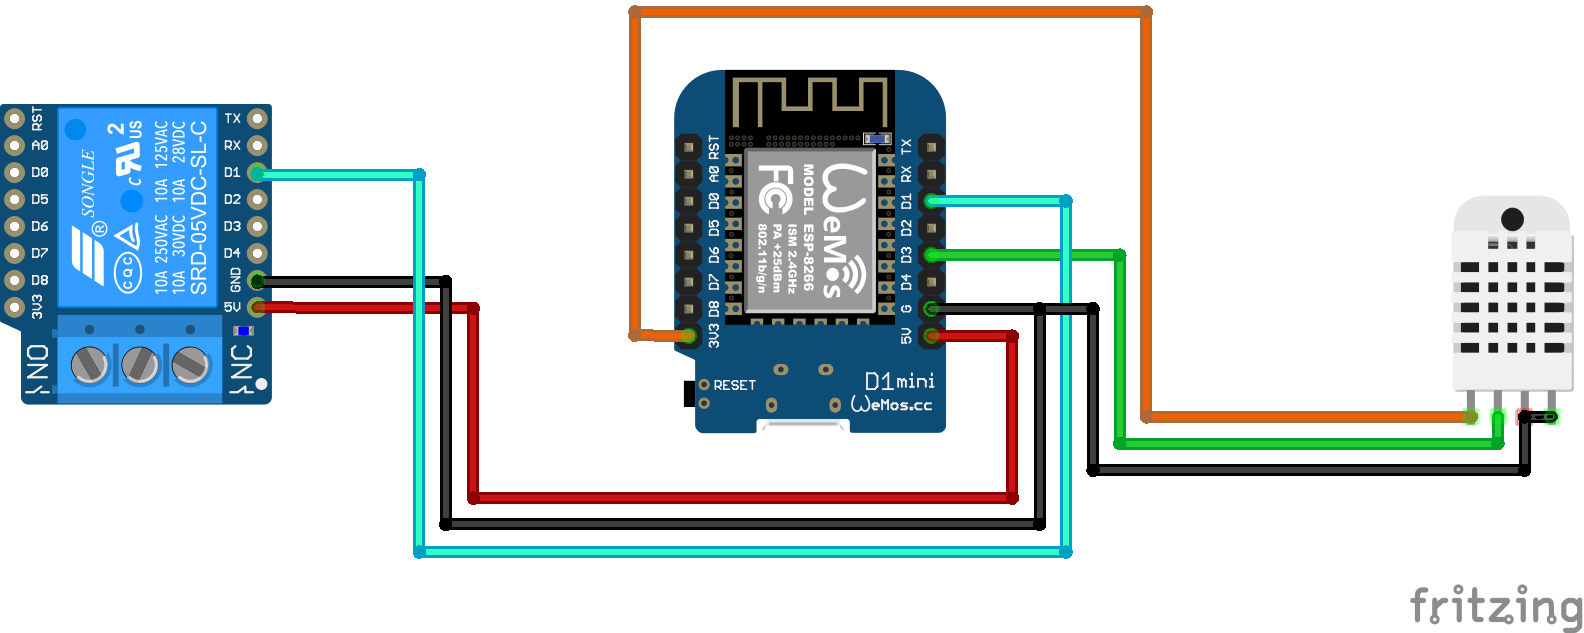 RST
A0
D0
D5
D6
D7
D8
3V3
SONGLE
®
CQC
2
c
US
10A 250VAC 10A 125VAC
10A 30VDC 10A 28VDC
SRD-05VDC-SL-C
TX
RX
D1
D2
D3
D4
GND
5V
NO
NC
RST
A0
D0
D5
D6
D7
D8
3V3
WeMos
MODEL ESP-8266
ISM 2.4GHz
PA +25dBm
802.11b/g/n
FC
TX
RX
D1
D2
D3
D4
G
5V
RESET
D1mini
WeMos.cc
fritzing